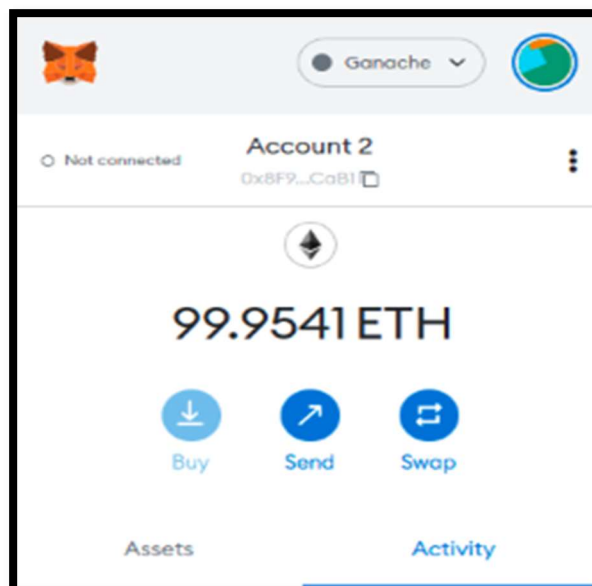 Ganache
Account 2
Not connected
0x8F9...CaB1
99.9541 ETH
Buy Send Swap
Assets Activity